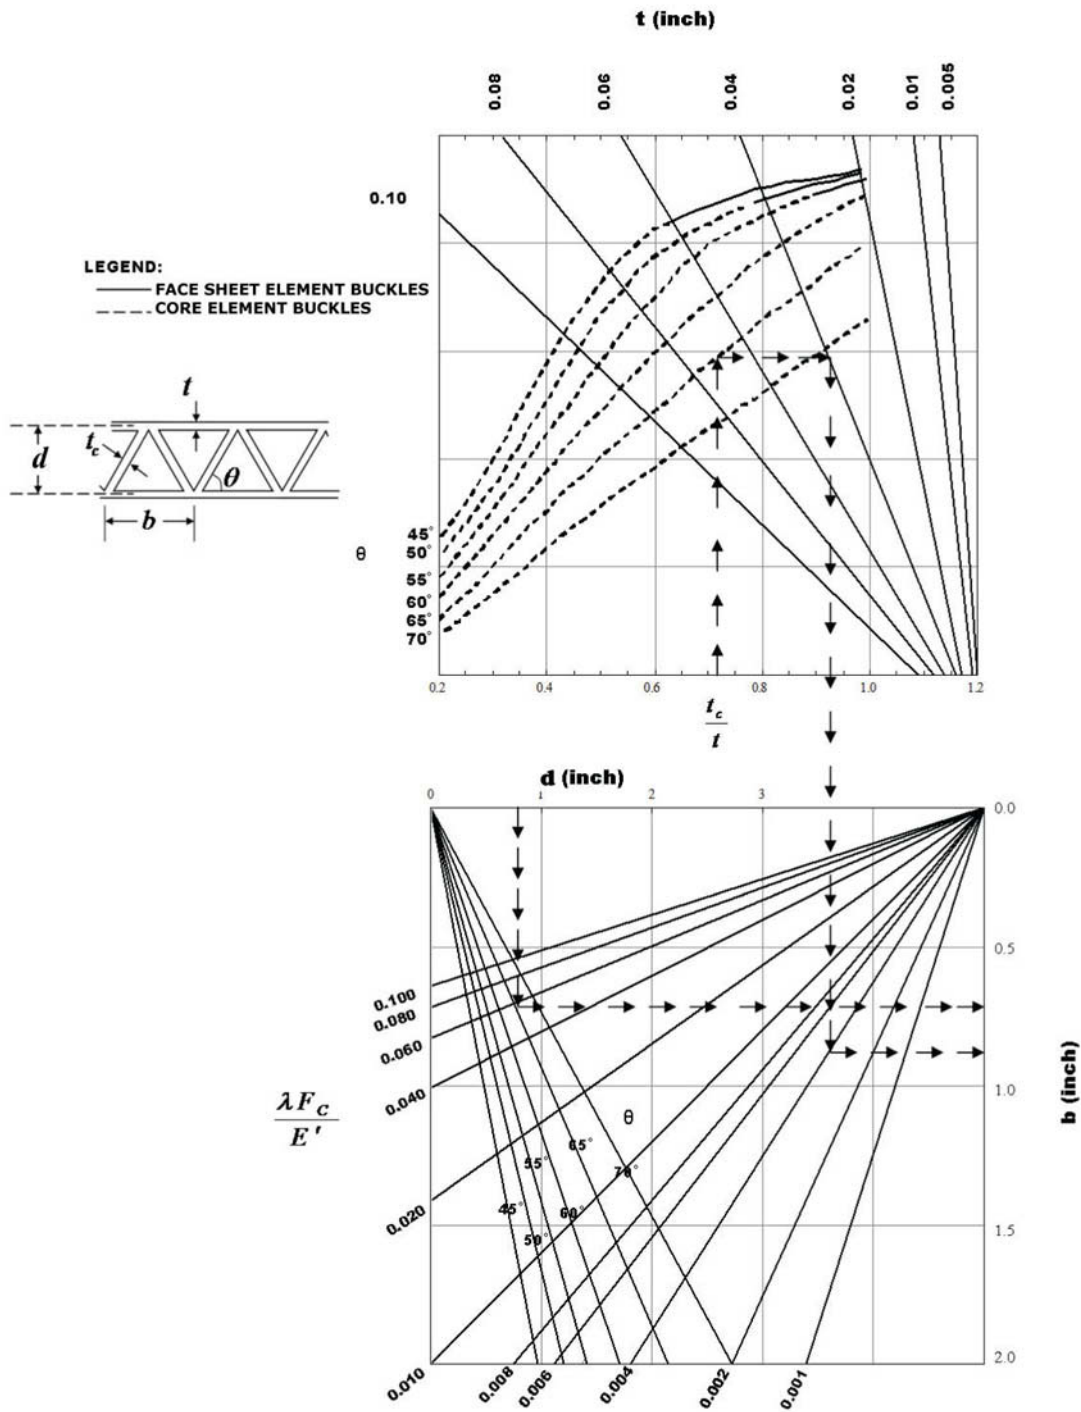 t (inch)
0.08
0.06
0.04
0.02
0.01
0.005
0.10
LEGEND:
FACE SHEET ELEMENT BUCKLES
CORE ELEMENT BUCKLES
t
d
t_c
θ
b
θ
45°
50°
55°
60°
65°
70°
0.2 0.4 0.6 0.8 1.0 1.2
t_c
t
d (inch)
0 1 2 3
0.0
0.5
1.0
1.5
2.0
b (inch)
0.100
0.080
0.060
0.040
0.020
0.010
0.008
0.006
0.004
0.002
0.001
λF_C
E'
θ
65°
55°
70°
45°
60°
50°